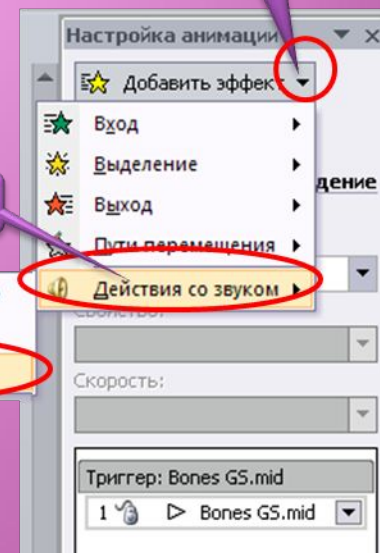 Настройка анимации
Добавить эффект
Вход
Выделение
дение
Выход
Пути перемещения
Действия со звуком
Свойство:
Скорость:
Триггер: Bones GS.mid
1 Bones GS.mid